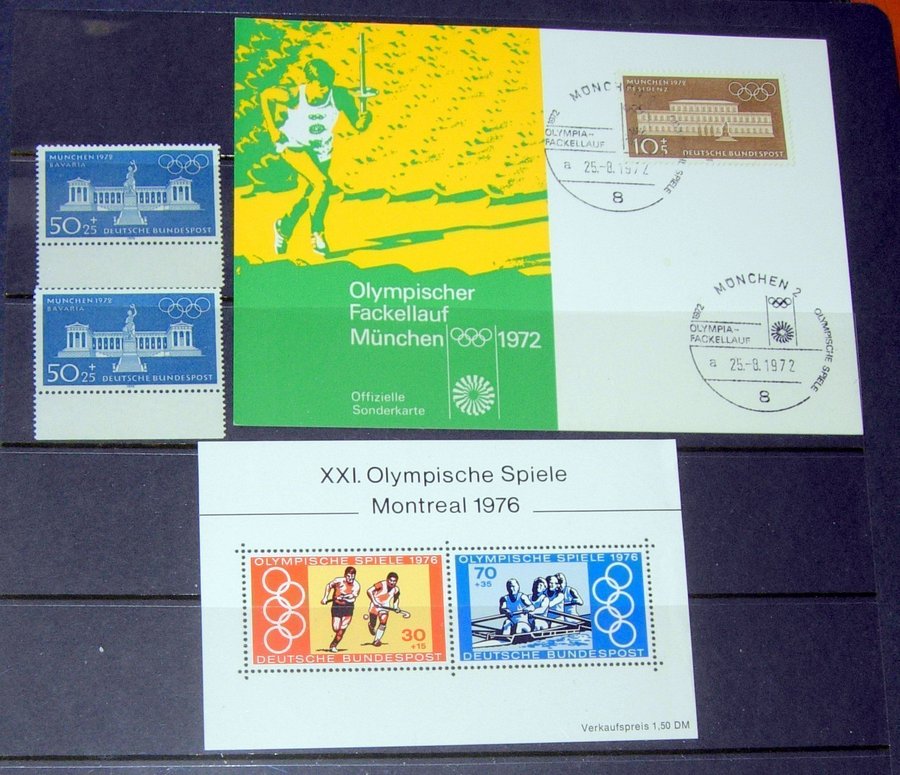 MÜNCHEN 1972
BAVARIA
50+25 DEUTSCHE BUNDESPOST
MÜNCHEN 1972
BAVARIA
50+25 DEUTSCHE BUNDESPOST
Olympischer
Fackellauf
München 1972
Offizielle
Sonderkarte
MÜNCHEN 1972
RESIDENZ
10+5 DEUTSCHE BUNDESPOST
1972
OLYMPIA-
FACKELLAUF
a 25.-8.1972
8
SPIELE
MÜNCHEN 2
1972
OLYMPIA-
FACKELLAUF
a 25.-8.1972
8
OLYMPISCHE SPIELE
XXI. Olympische Spiele
Montreal 1976
OLYMPISCHE SPIELE 1976
30
+15
DEUTSCHE BUNDESPOST
OLYMPISCHE SPIELE 1976
70
+35
DEUTSCHE BUNDESPOST
Verkaufspreis 1,50 DM